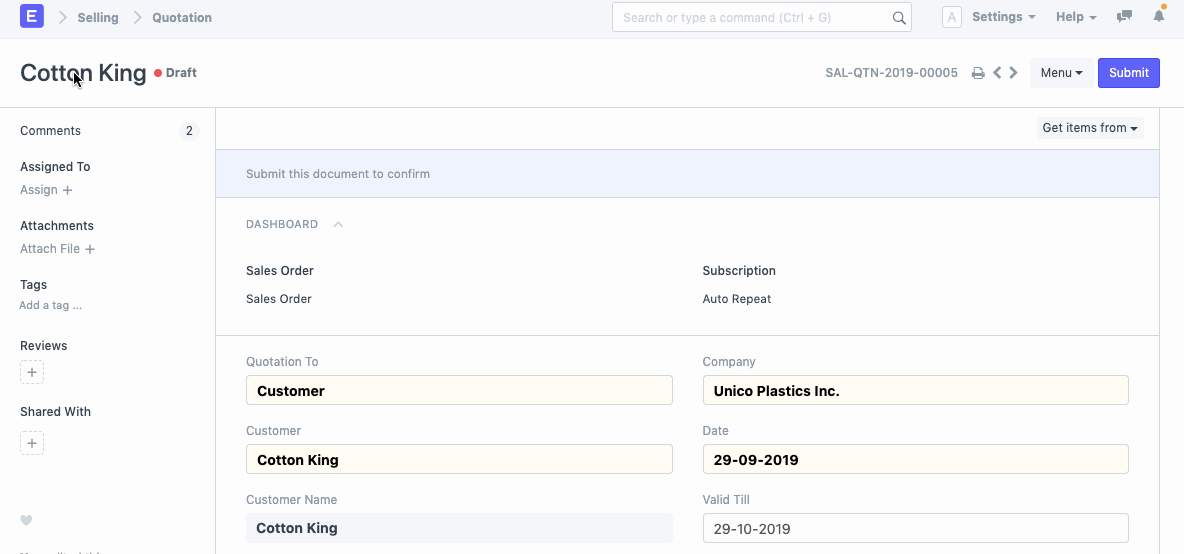 E Selling Quotation Search or type a command (Ctrl + G) A Settings Help
Cotton King Draft SAL-QTN-2019-00005 Menu Submit
Comments 2 Get items from
Assigned To
Assign +
Submit this document to confirm
Attachments
Attach File +
DASHBOARD
Tags
Add a tag ...
Sales Order Subscription
Sales Order Auto Repeat
Reviews
+
Shared With
+
Quotation To Company
Customer Unico Plastics Inc.
Customer Date
Cotton King 29-09-2019
Customer Name Valid Till
Cotton King 29-10-2019